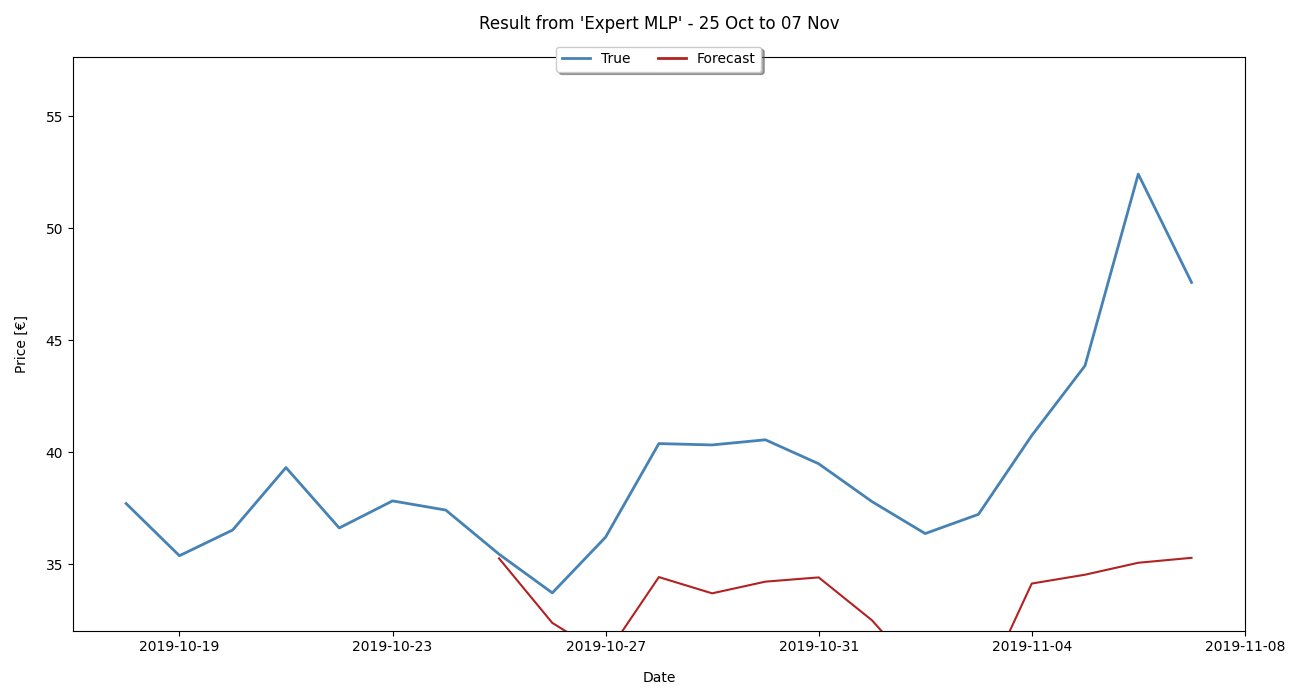 Result from 'Expert MLP' - 25 Oct to 07 Nov
True Forecast
55
50
45
40
35
Price [€]
2019-10-19 2019-10-23 2019-10-27 2019-10-31 2019-11-04 2019-11-08
Date